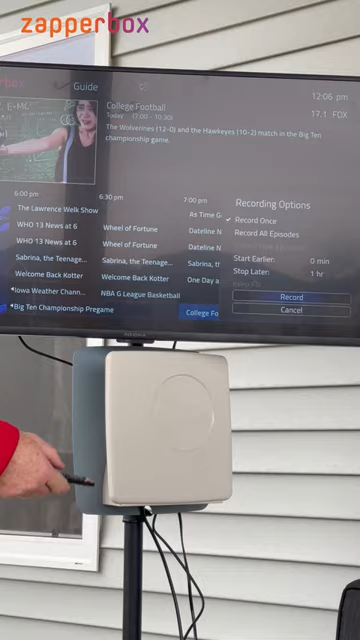 zapperbox
rbox
Guide
12:06 pm
E=MC
College Football
17.1 FOX
Today (7:00 - 10:30)
The Wolverines (12-0) and the Hawkeyes (10-2) match in the Big Ten
championship game.
6:00 pm
6:30 pm
7:00 pm
Recording Options
The Lawrence Welk Show
As Time G
Record Once
WHO 13 News at 6
Wheel of Fortune
Dateline N
Record All Episodes
WHO 13 News at 6
Wheel of Fortune
Dateline N
Sabrina, the Teenage...
Sabrina, the Teenage...
Sabrina, th
Start Earlier:
0 min
Welcome Back Kotter
Welcome Back Kotter
One Day a
Stop Later:
1 hr
Iowa Weather Chann...
NBA G League Basketball
Record
Big Ten Championship Pregame
College Fo
Cancel